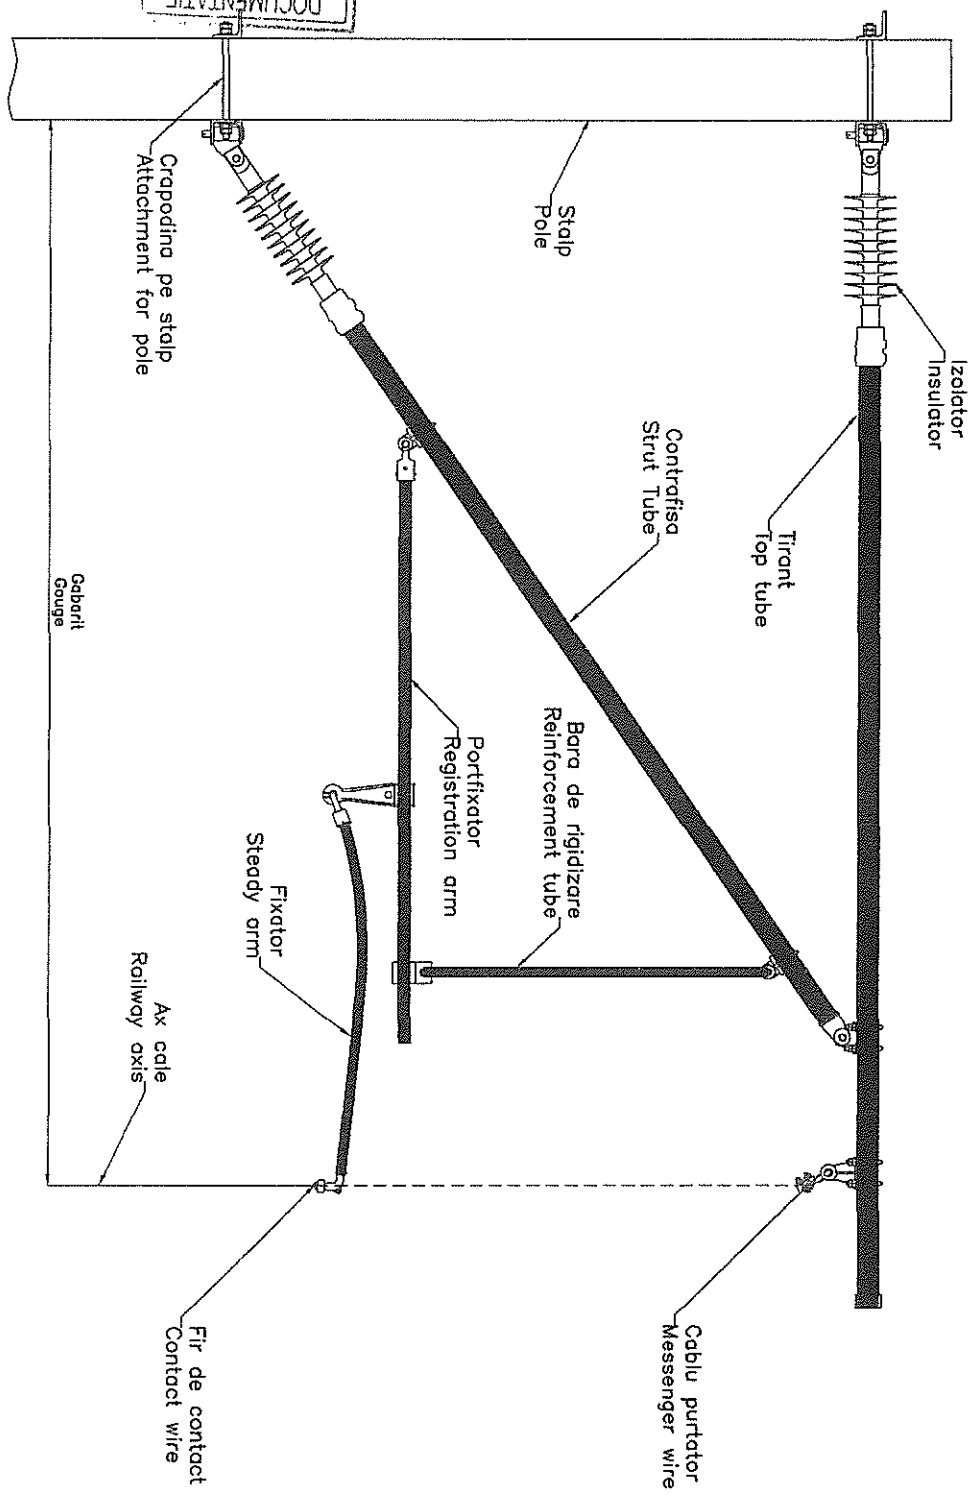 DOCUMENTATIE
Izolator
Insulator
Stalp
Pole
Tirant
Top tube
Crapodina pe stalp
Attachment for pole
Contrafisa
Strut Tube
Gabarit
Gauge
Portfixator
Registration arm
Bara de rigidizare
Reinforcement tube
Fixator
Steady arm
Ax cale
Railway axis
Fir de contact
Contact wire
Cablu purtator
Messenger wire